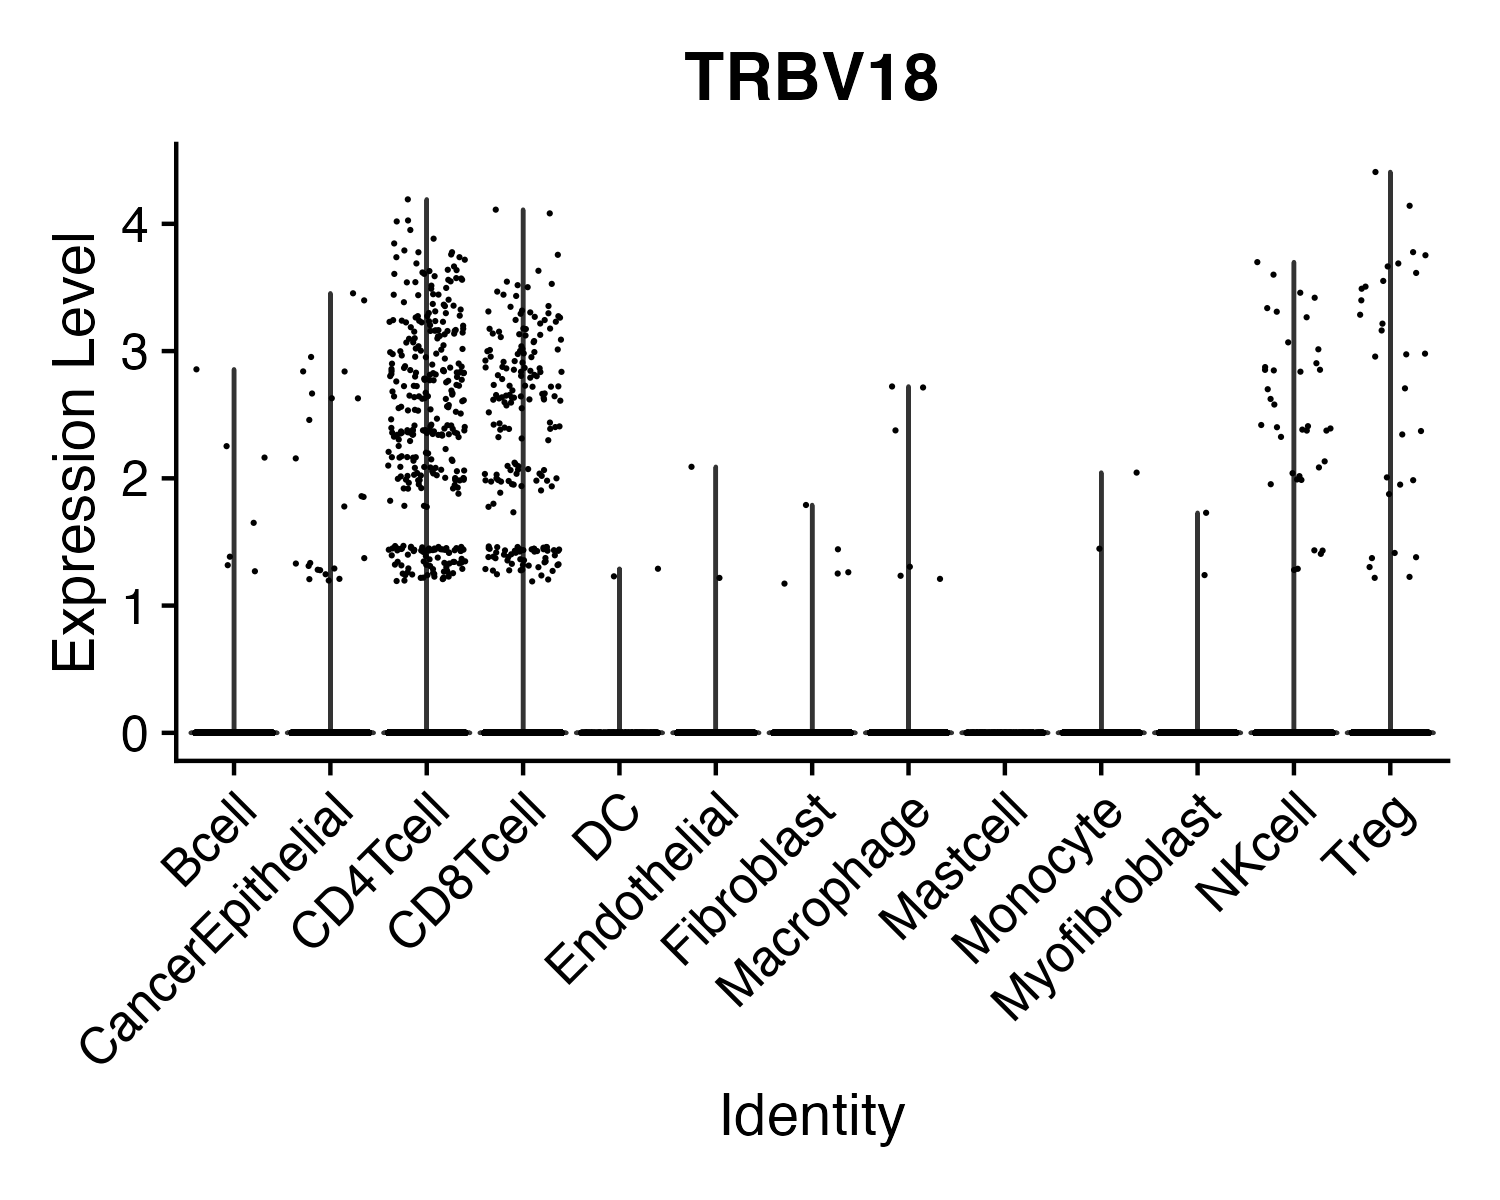 TRBV18
Expression Level
4
3
2
1
0
Bcell
CancerEpithelial
CD4Tcell
CD8Tcell
DC
Endothelial
Fibroblast
Macrophage
Mastcell
Monocyte
Myofibroblast
NKcell
Treg
Identity